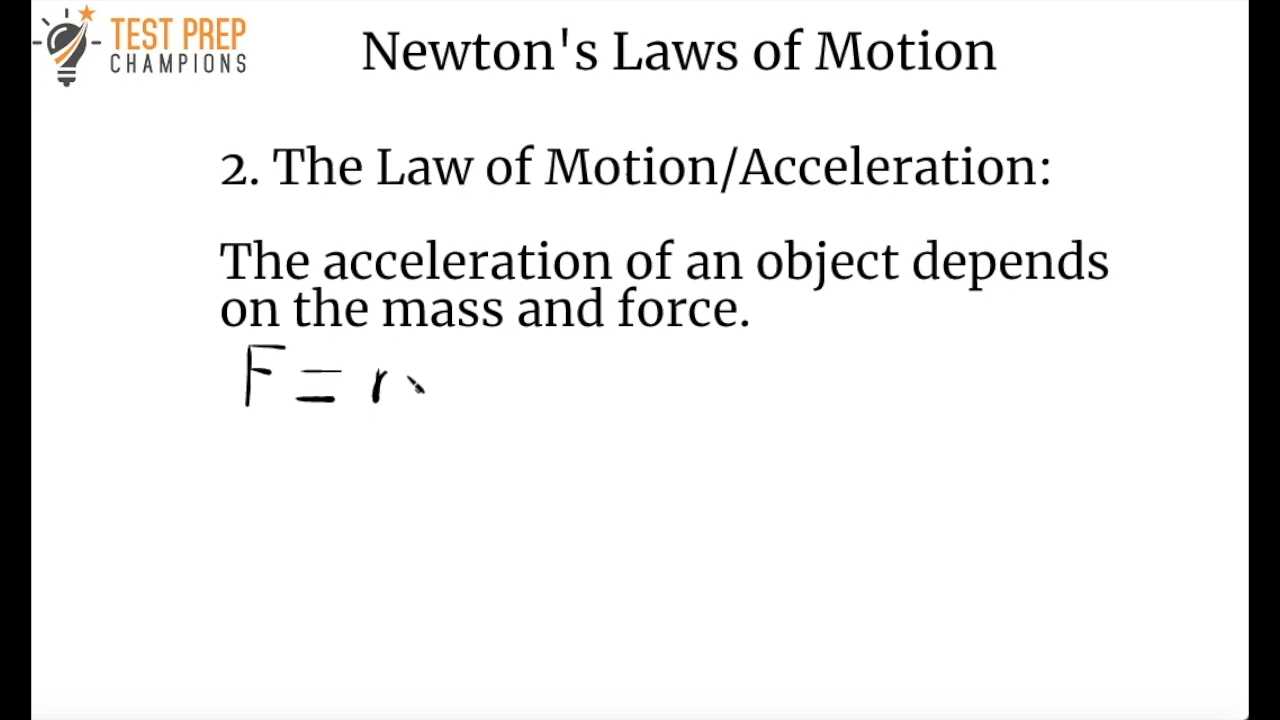 TEST PREP
CHAMPIONS
Newton's Laws of Motion
2. The Law of Motion/Acceleration:
The acceleration of an object depends
on the mass and force.
F =